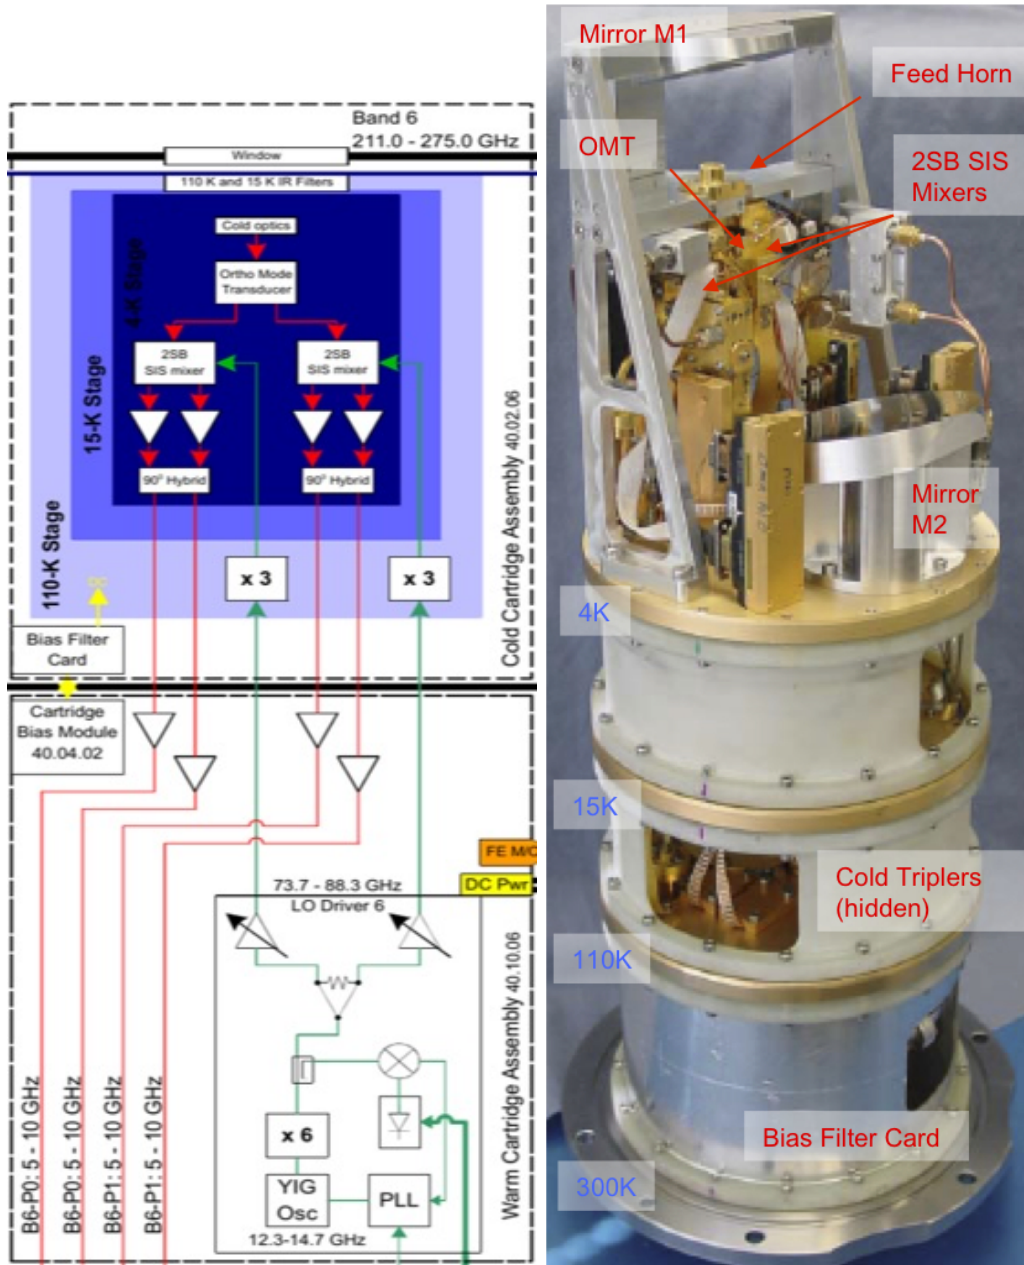 Band 6
211.0 - 275.0 GHz
Window
110 K and 15 K IR Filters
Cold optics
Ortho Mode
Transducer
4-K Stage
2SB
SIS mixer
2SB
SIS mixer
15-K Stage
90° Hybrid
90° Hybrid
110-K Stage
x 3
x 3
DC
Bias Filter
Card
Cold Cartridge Assembly 40.02.06
Cartridge
Bias Module
40.04.02
FE M/C
DC Pwr
73.7 - 88.3 GHz
LO Driver 6
x 6
YIG
Osc
PLL
12.3-14.7 GHz
B6-P0: 5 - 10 GHz
B6-P0: 5 - 10 GHz
B6-P1: 5 - 10 GHz
B6-P1: 5 - 10 GHz
Warm Cartridge Assembly 40.10.06
Mirror M1
Feed Horn
OMT
2SB SIS
Mixers
Mirror
M2
4K
15K
Cold Triplers
(hidden)
110K
Bias Filter Card
300K